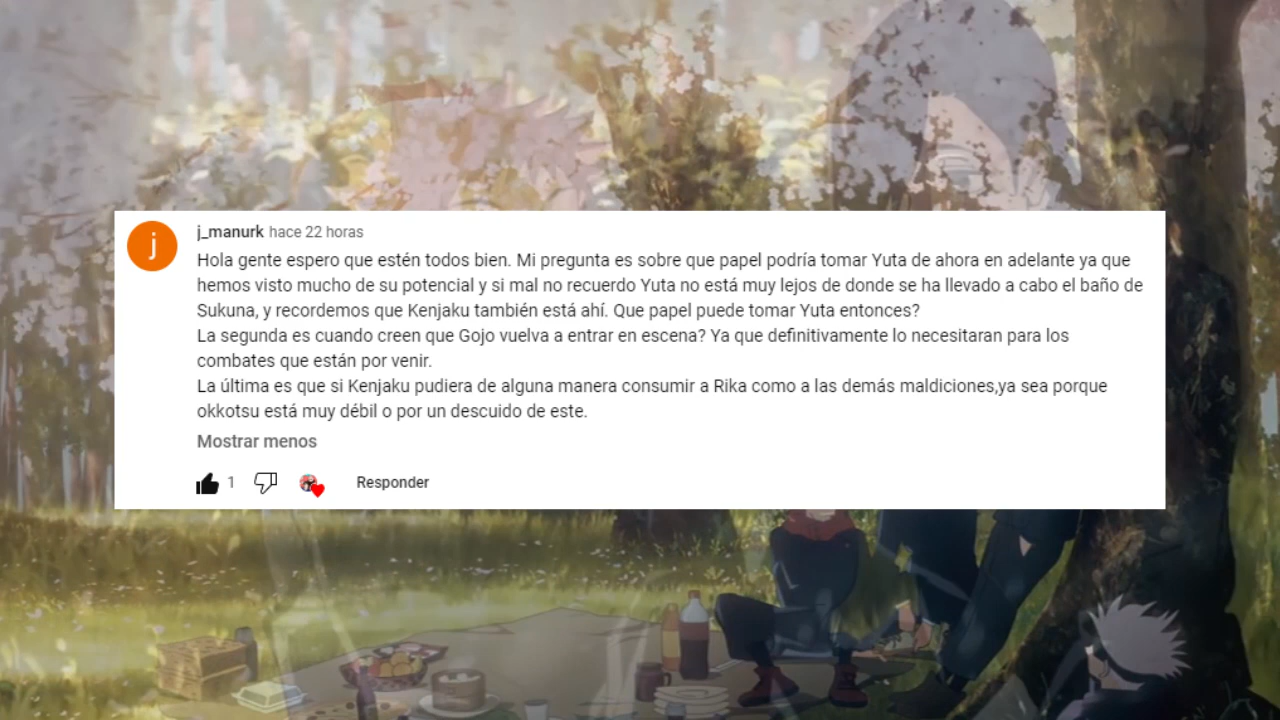 j
j_manurk hace 22 horas
Hola gente espero que estén todos bien. Mi pregunta es sobre que papel podría tomar Yuta de ahora en adelante ya que
hemos visto mucho de su potencial y si mal no recuerdo Yuta no está muy lejos de donde se ha llevado a cabo el baño de
Sukuna, y recordemos que Kenjaku también está ahí. Que papel puede tomar Yuta entonces?
La segunda es cuando creen que Gojo vuelva a entrar en escena? Ya que definitivamente lo necesitaran para los
combates que están por venir.
La última es que si Kenjaku pudiera de alguna manera consumir a Rika como a las demás maldiciones,ya sea porque
okkotsu está muy débil o por un descuido de este.
Mostrar menos
1 Responder